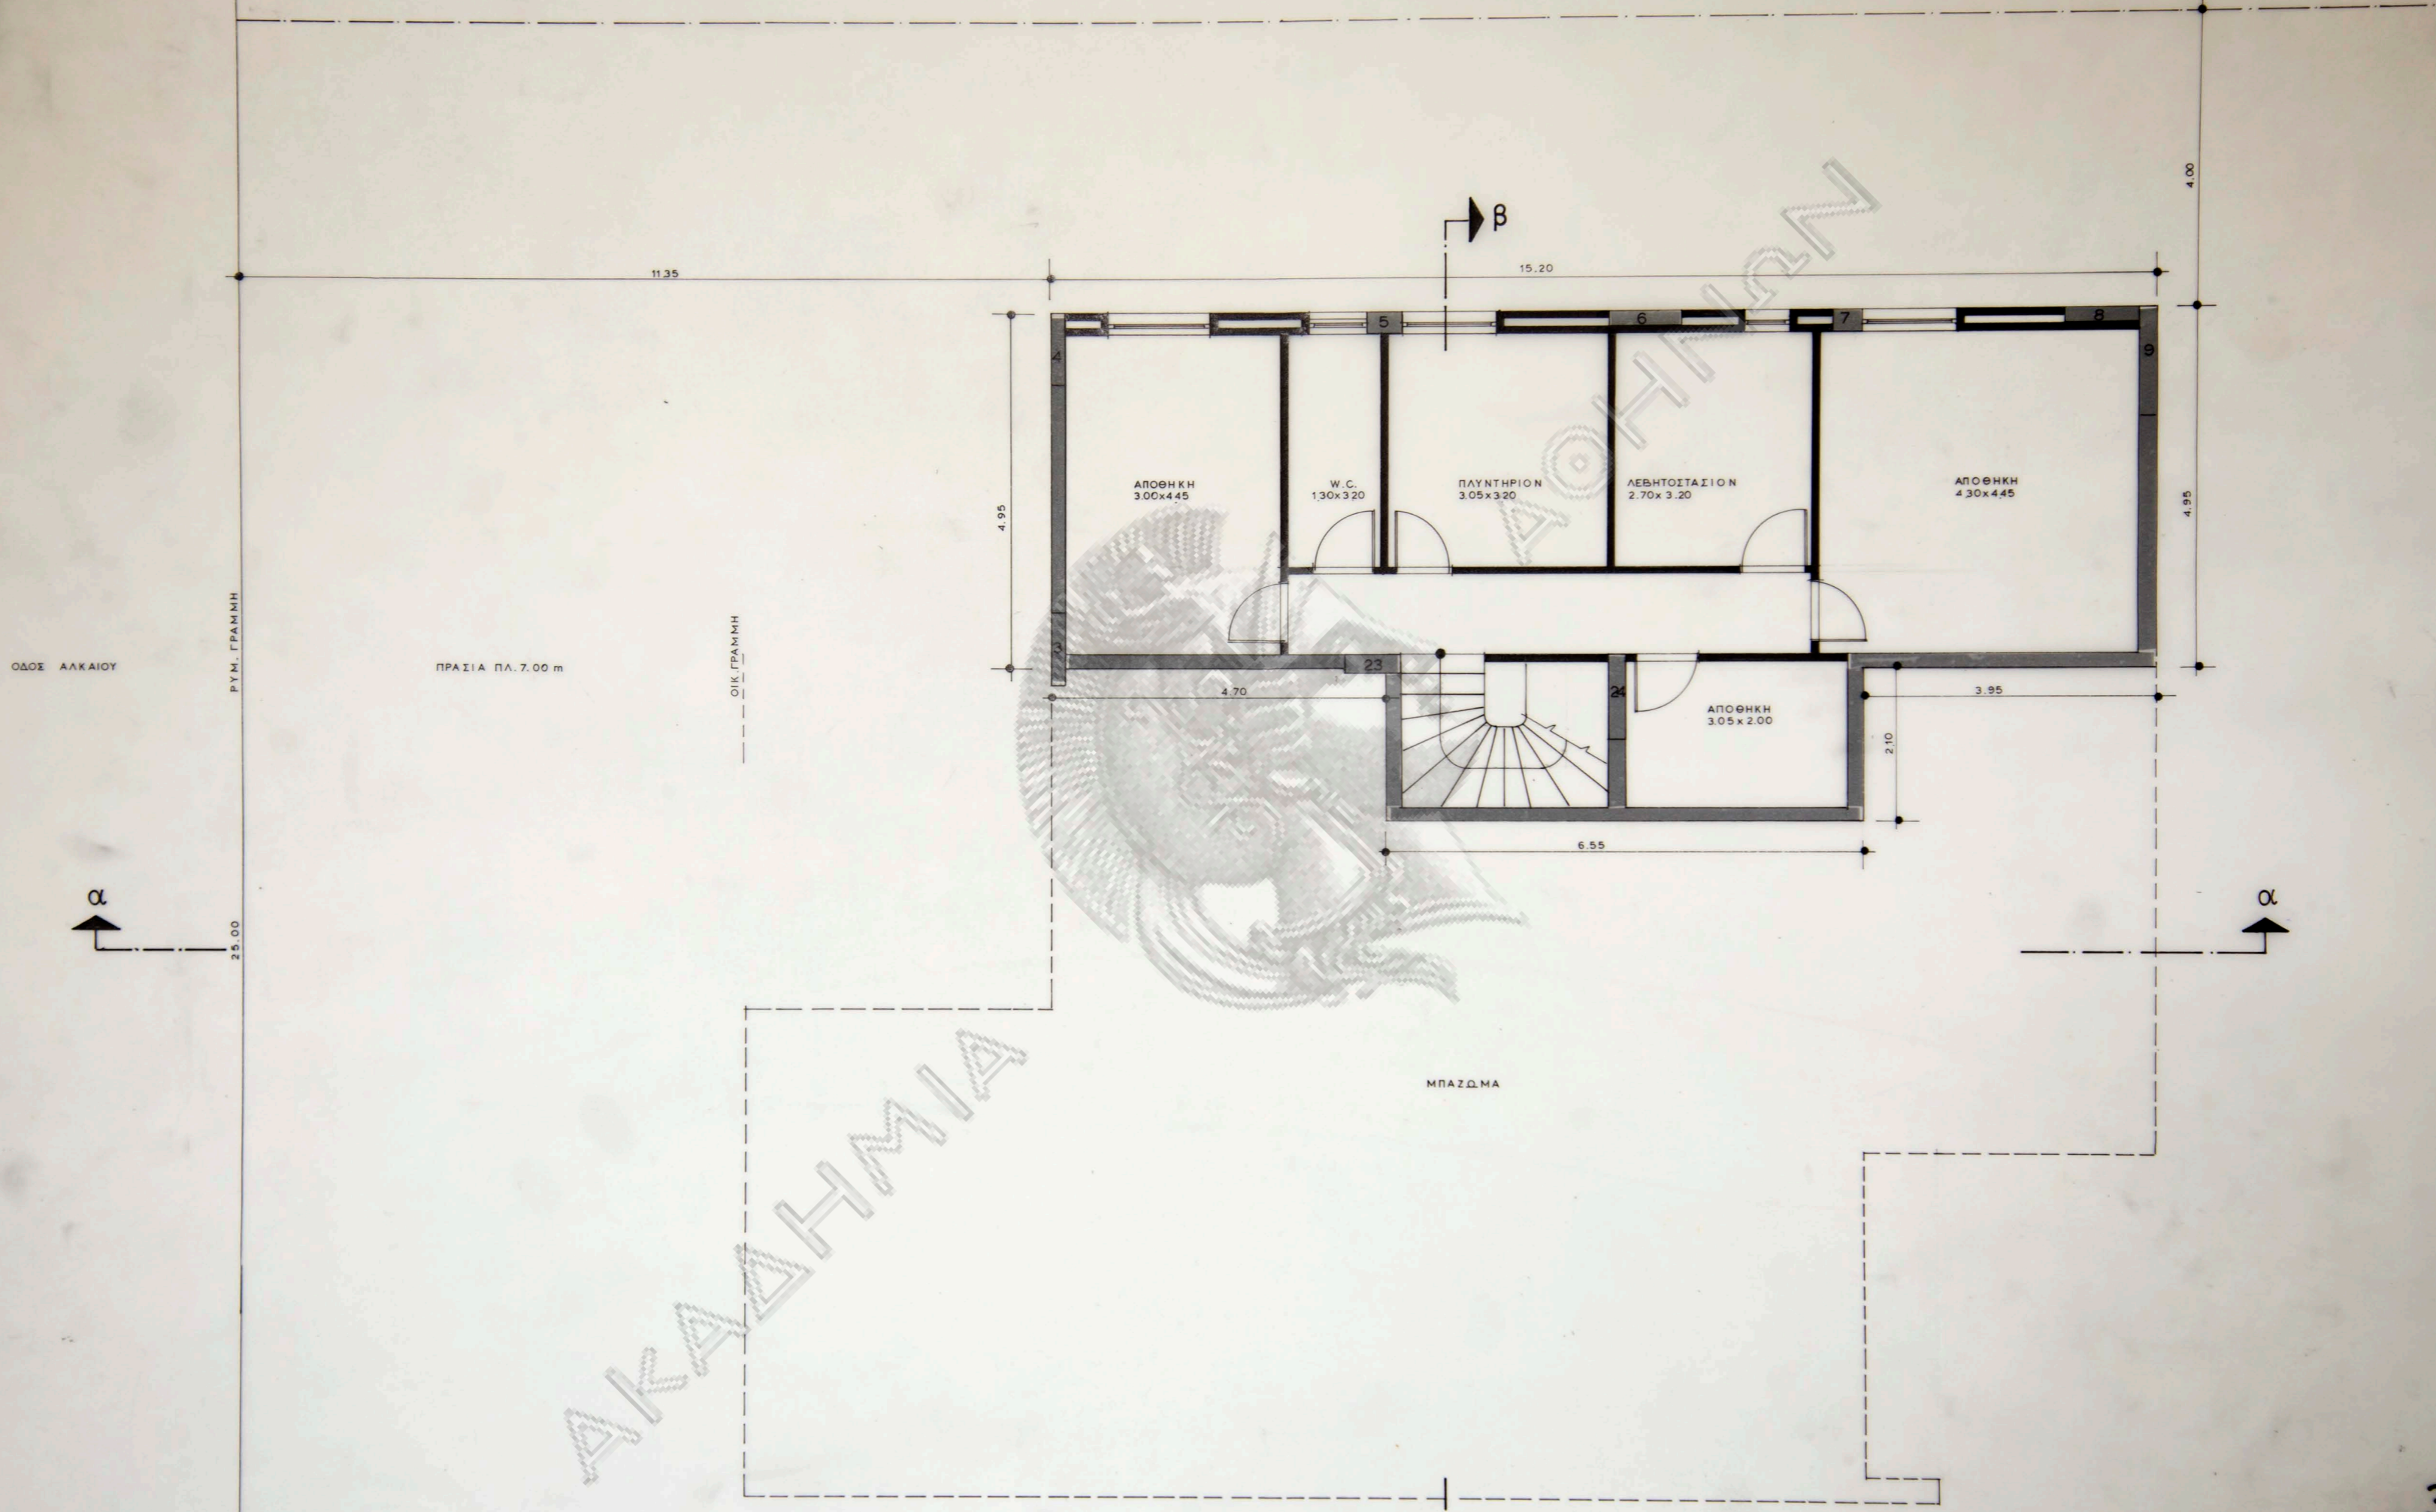 4.00
β
11.35
15.20
5
6
7
8
4
9
ΑΠΟΘΗΚΗ
3.00x4.45
W.C.
1.30x3.20
ΠΛΥΝΤΗΡΙΟΝ
3.05x3.20
ΛΕΒΗΤΟΣΤΑΣΙΟΝ
2.70x3.20
ΑΠΟΘΗΚΗ
4.30x4.45
4.95
4.95
ΟΔΟΣ ΑΛΚΑΙΟΥ
ΡΥΜ. ΓΡΑΜΜΗ
ΠΡΑΣΙΑ ΠΛ. 7.00 m
ΟΙΚ. ΓΡΑΜΜΗ
3
23
24
4.70
3.95
ΑΠΟΘΗΚΗ
3.05x2.00
2.10
6.55
α
α
25.00
ΜΠΑΖΩΜΑ
ΑΚΑΔΗΜΙΑ
ΑΘΗΝΩΝ